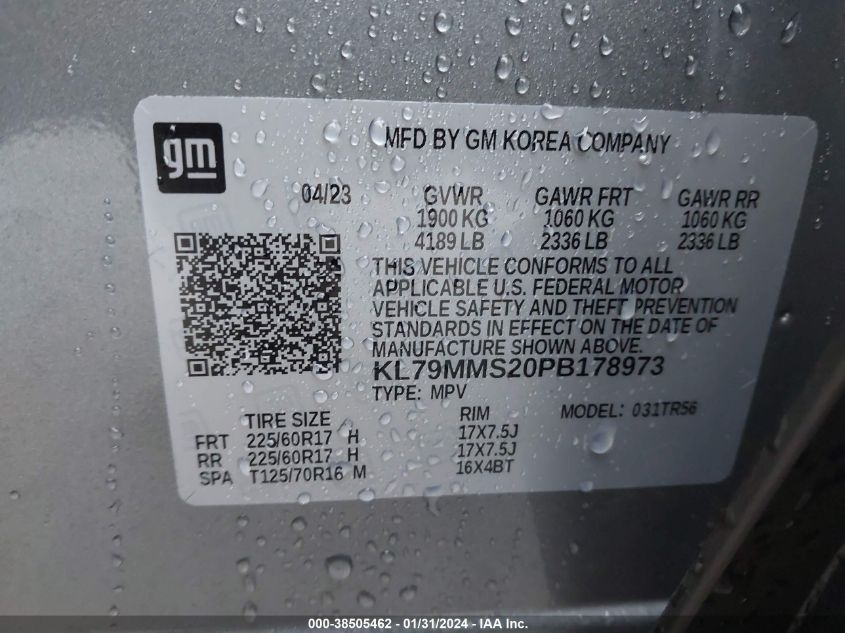 gm
MFD BY GM KOREA COMPANY
04/23 GVWR GAWR FRT GAWR RR
1900 KG 1060 KG 1060 KG
4189 LB 2336 LB 2336 LB
THIS VEHICLE CONFORMS TO ALL
APPLICABLE U.S. FEDERAL MOTOR
VEHICLE SAFETY AND THEFT PREVENTION
STANDARDS IN EFFECT ON THE DATE OF
MANUFACTURE SHOWN ABOVE.
KL79MMS20PB178973
TYPE: MPV
TIRE SIZE RIM MODEL: 031TR56
FRT 225/60R17 H 17X7.5J
RR 225/60R17 H 17X7.5J
SPA T125/70R16 M 16X4BT
000-38505462 - 01/31/2024 - IAA Inc.